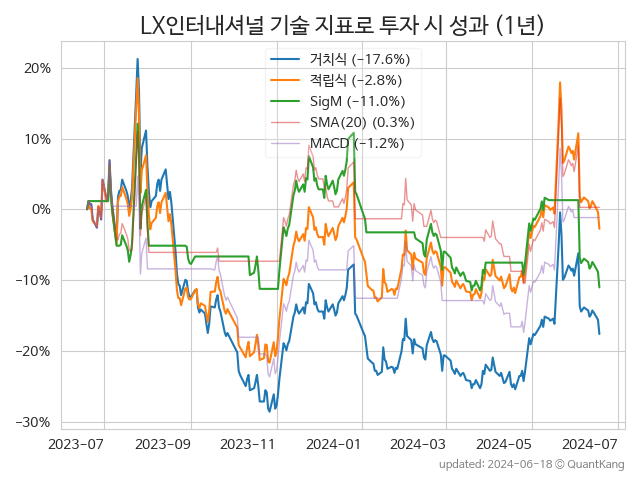 LX인터내셔널 기술 지표로 투자 시 성과 (1년)
거치식 (−17.6%)
적립식 (−2.8%)
SigM (−11.0%)
SMA(20) (0.3%)
MACD (−1.2%)
20%
10%
0%
−10%
−20%
−30%
2023-07 2023-09 2023-11 2024-01 2024-03 2024-05 2024-07
updated: 2024-06-18 ⓒ QuantKang